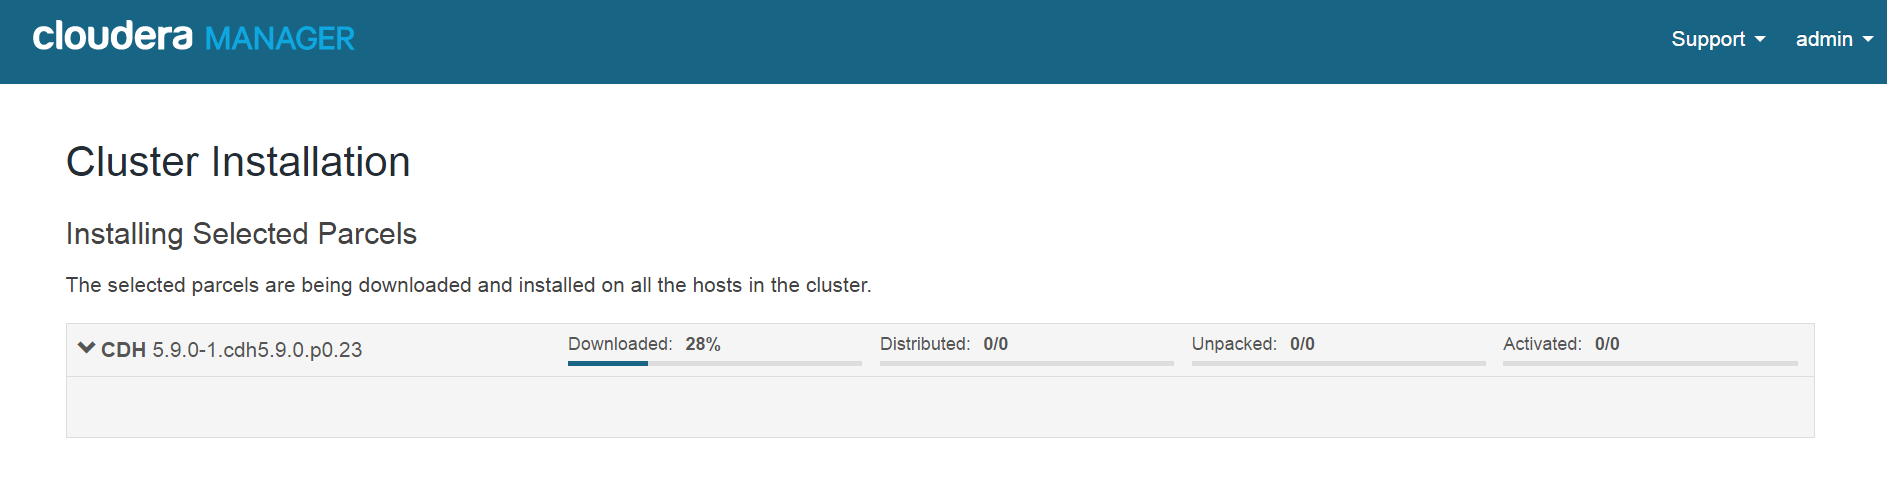 cloudera MANAGER
Support admin
Cluster Installation
Installing Selected Parcels
The selected parcels are being downloaded and installed on all the hosts in the cluster.
CDH 5.9.0-1.cdh5.9.0.p0.23 Downloaded: 28% Distributed: 0/0 Unpacked: 0/0 Activated: 0/0